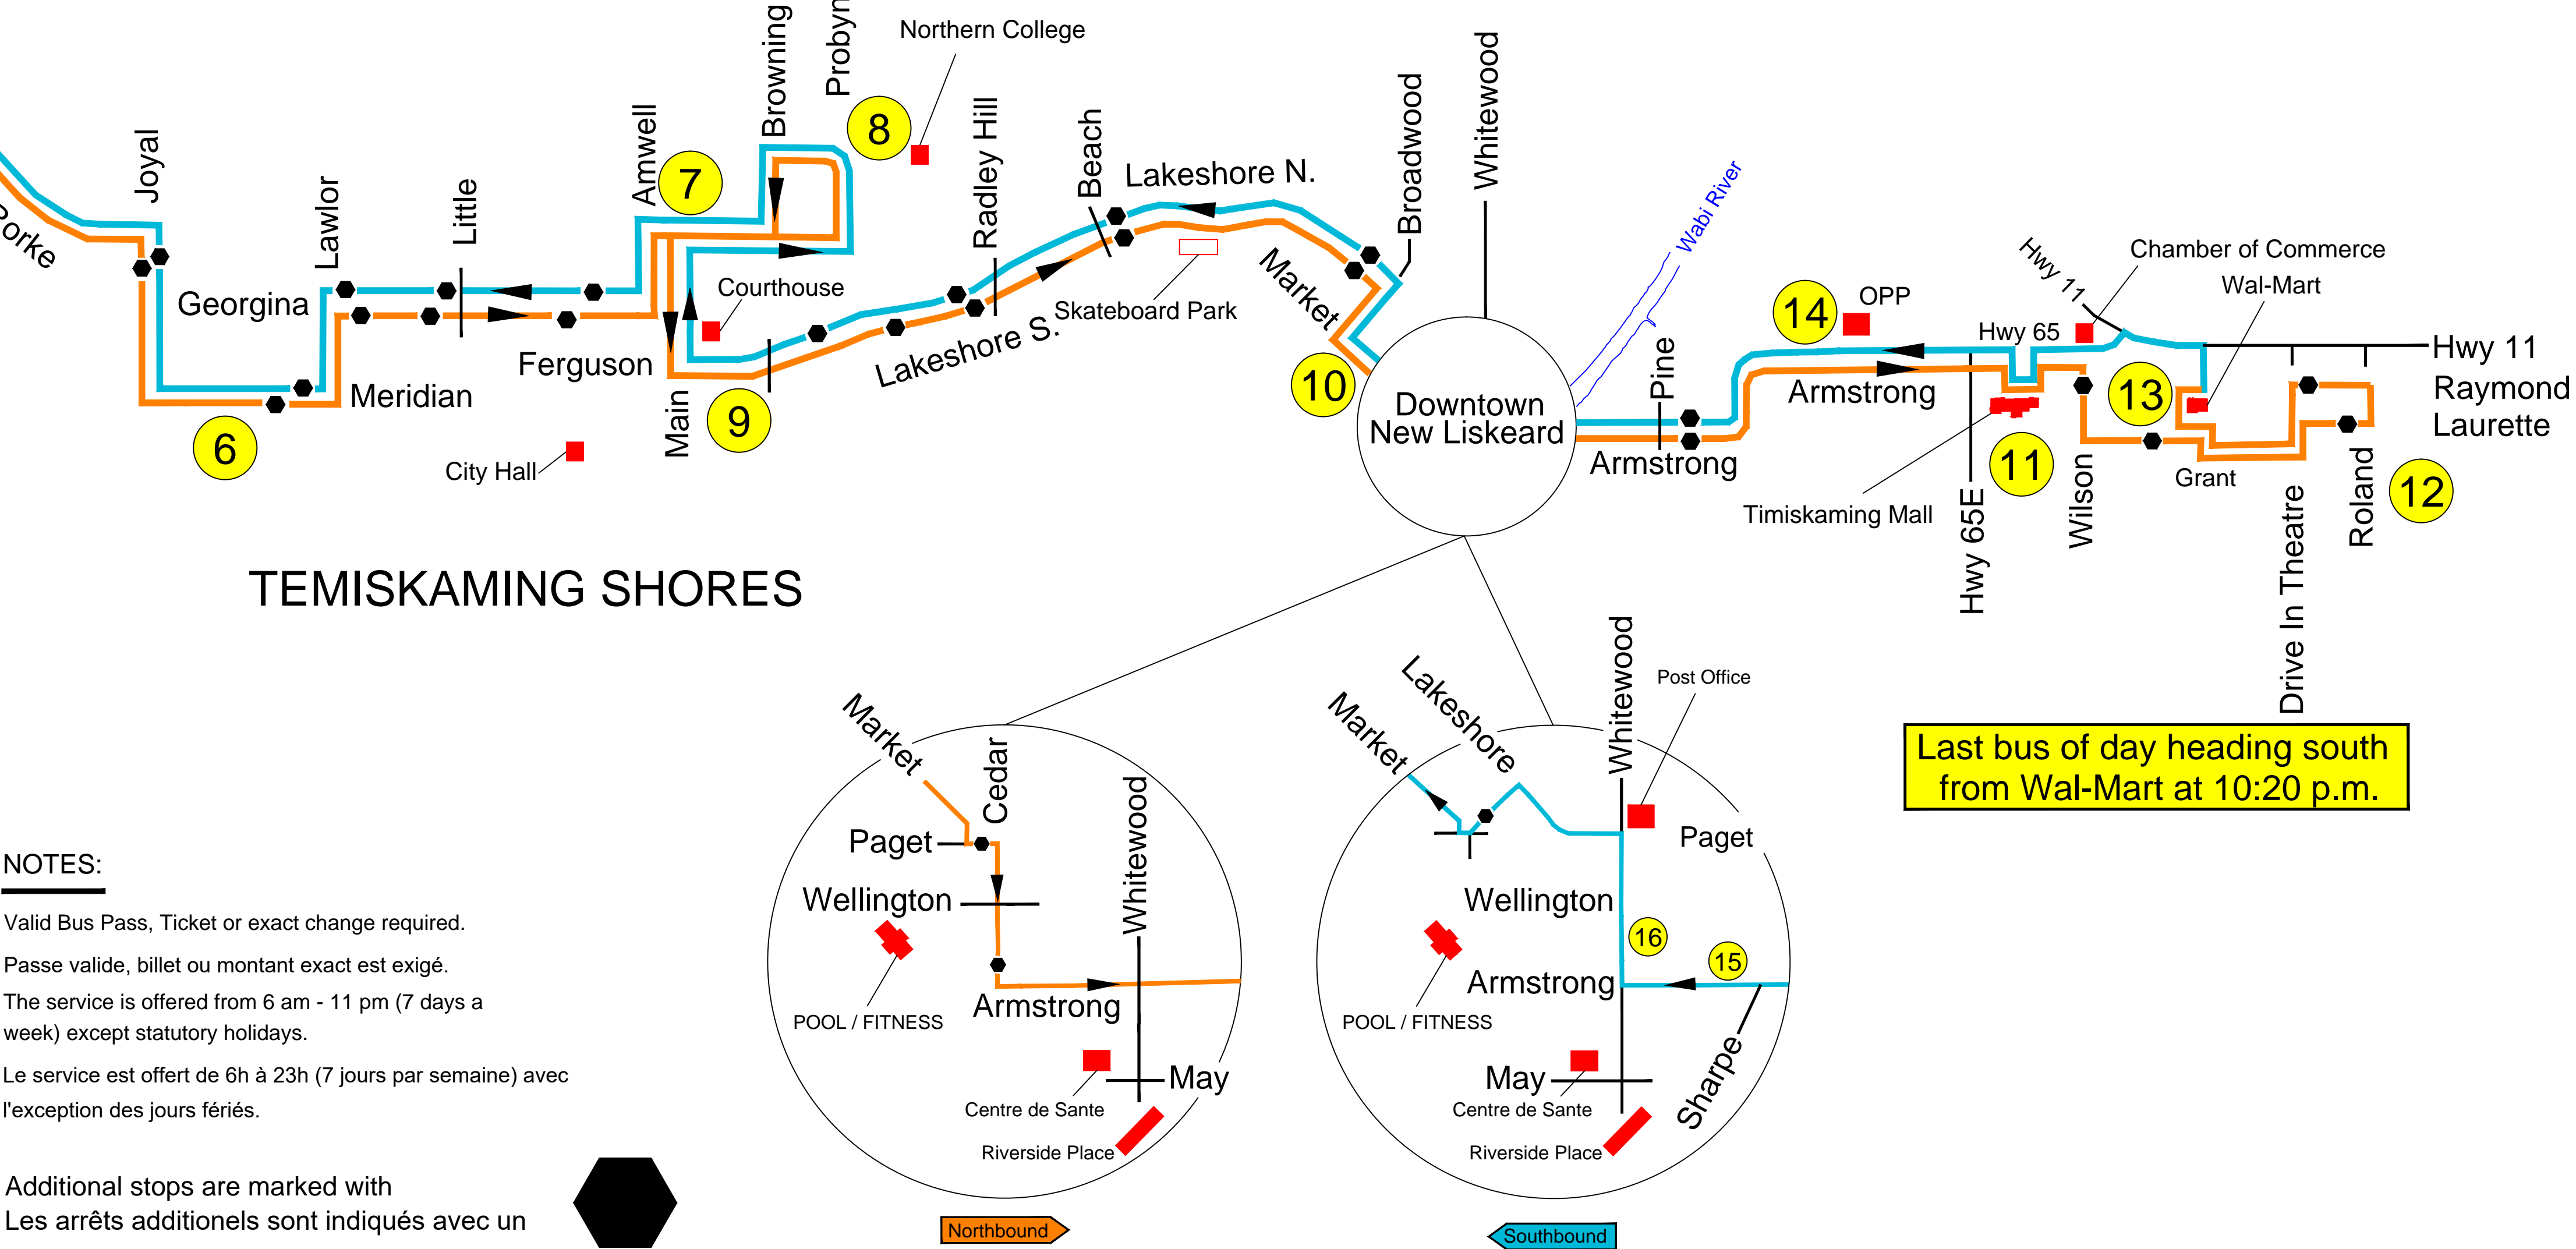 Northern College
Browning
Probyn
Joyal
Lawlor
Little
Amwell
7
8
Radley Hill
Beach
Lakeshore N.
Broadwood
Whitewood
Wabi River
Hwy 11
Chamber of Commerce
Wal-Mart
14
OPP
Hwy 65
Hwy 11
Raymond
Laurette
Georgina
Courthouse
Skateboard Park
Market
Lakeshore S.
Ferguson
Meridian
Main
9
10
6
City Hall
Downtown
New Liskeard
Pine
Armstrong
Armstrong
13
11
Timiskaming Mall
Hwy 65E
Wilson
Grant
Drive In Theatre
Roland
12
TEMISKAMING SHORES
Last bus of day heading south
from Wal-Mart at 10:20 p.m.
Market
Cedar
Whitewood
Paget
Wellington
POOL / FITNESS
Armstrong
Centre de Sante
May
Riverside Place
Northbound
Market
Lakeshore
Whitewood
Post Office
Paget
Wellington
16
15
Armstrong
POOL / FITNESS
May
Centre de Sante
Sharpe
Riverside Place
Southbound
NOTES:
Valid Bus Pass, Ticket or exact change required.
Passe valide, billet ou montant exact est exigé.
The service is offered from 6 am - 11 pm (7 days a
week) except statutory holidays.
Le service est offert de 6h à 23h (7 jours par semaine) avec
l'exception des jours fériés.
Additional stops are marked with
Les arrêts additionels sont indiqués avec un